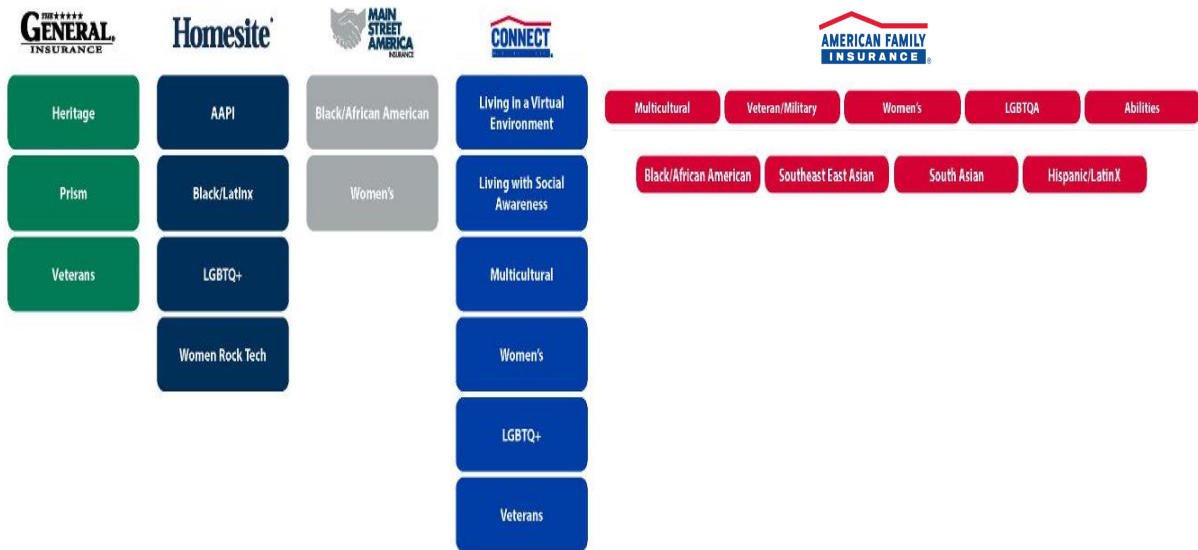 THE
GENERAL.
INSURANCE
Heritage
Prism
Veterans
Homesite
AAPI
Black/Latinx
LGBTQ+
Women Rock Tech
MAIN
STREET
AMERICA
INSURANCE
Black/African American
Women's
CONNECT
Living in a Virtual
Environment
Living with Social
Awareness
Multicultural
Women's
LGBTQ+
Veterans
AMERICAN FAMILY
INSURANCE ®
Multicultural
Veteran/Military
Women's
LGBTQA
Abilities
Black/African American
Southeast East Asian
South Asian
Hispanic/LatinX